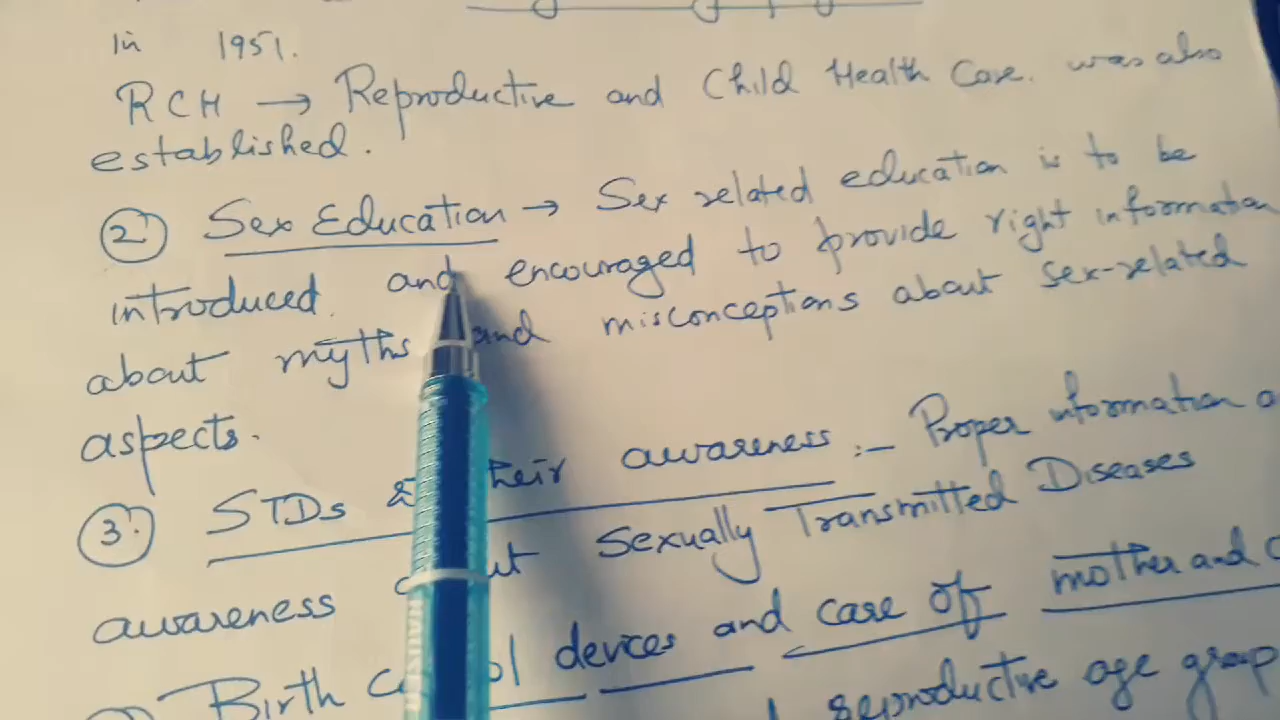 In 1951.
RCH → Reproductive and Child Health Care. was also
established.
2. Sex Education → Sex related education is to be
introduced and encouraged to provide right information
about myths and misconceptions about sex-related
aspects.
3. STDs & their awareness :- Proper information
awareness Sexually Transmitted Diseases
Birth devices and care of mother and
reproductive age group